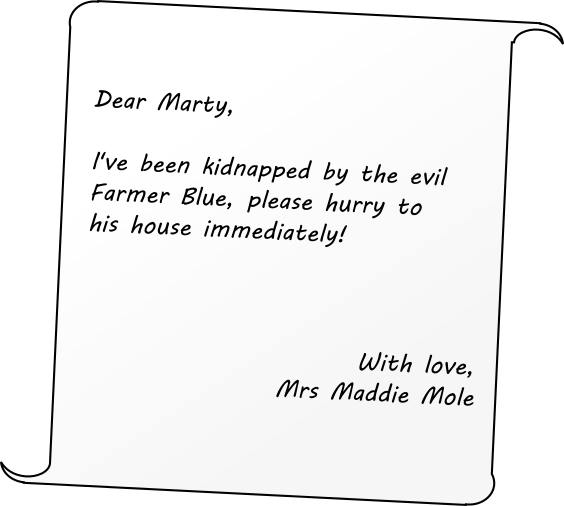 Dear Marty,
I've been kidnapped by the evil
Farmer Blue, please hurry to
his house immediately!
With love,
Mrs Maddie Mole